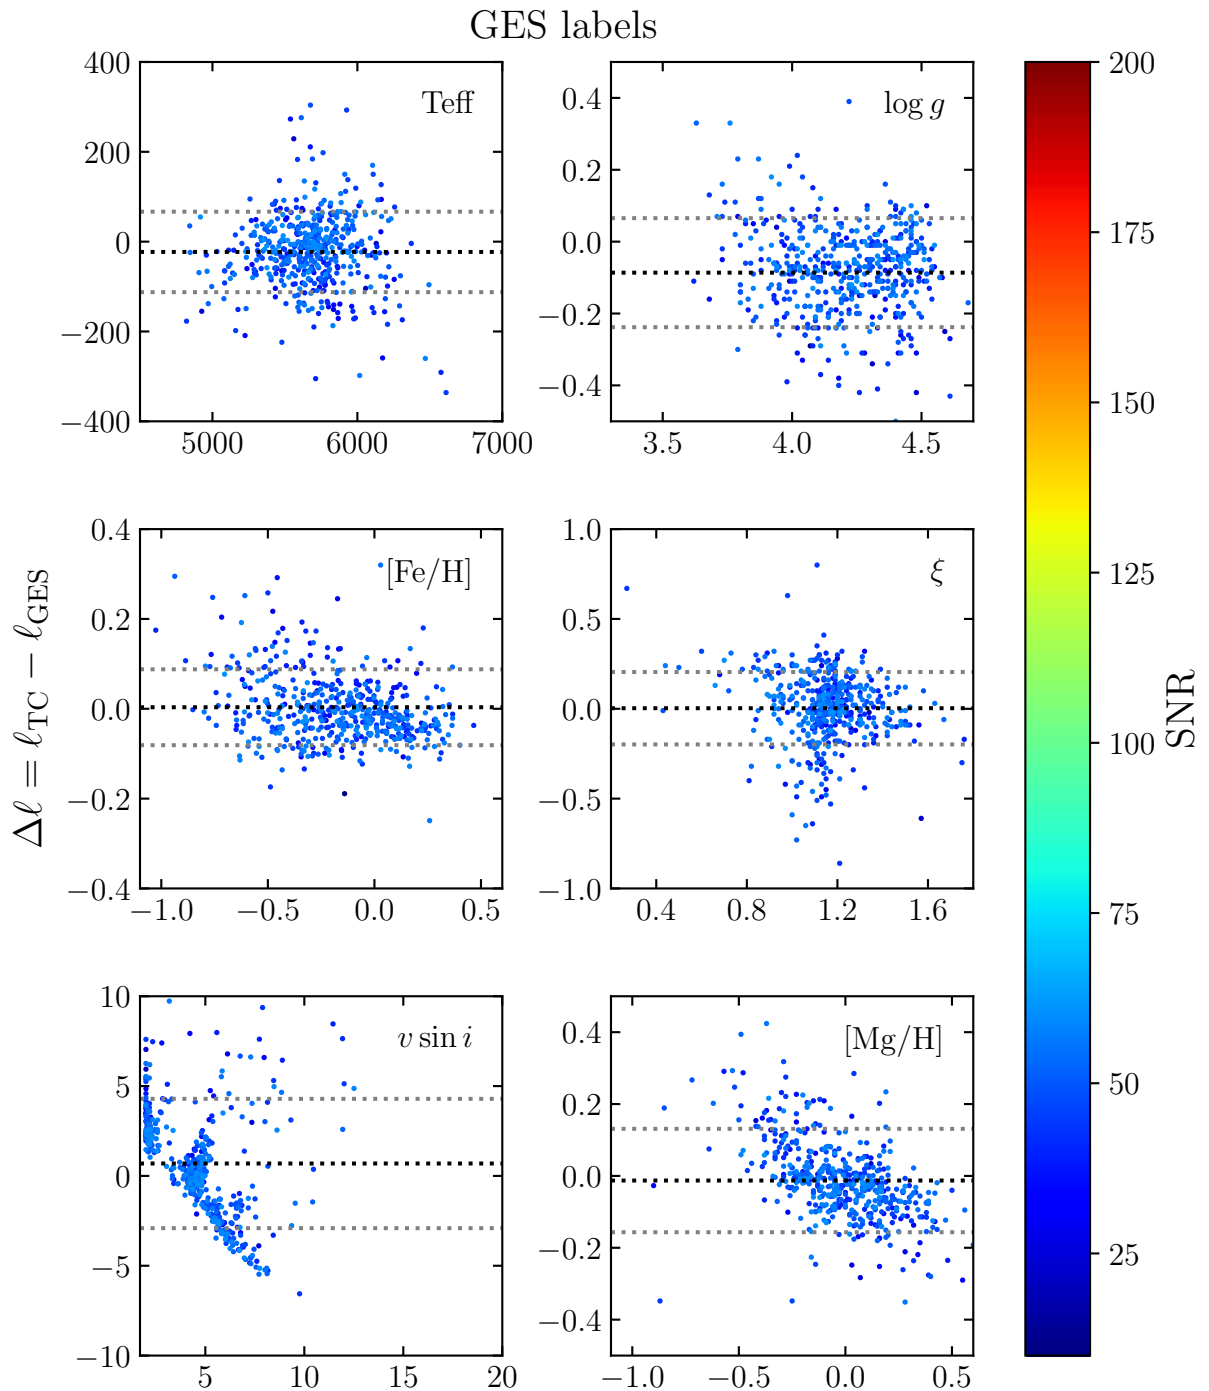 GES labels
Teff
400
200
0
−200
−400
5000 6000 7000
log g
0.4
0.2
0.0
−0.2
−0.4
3.5 4.0 4.5
[Fe/H]
0.4
0.2
0.0
−0.2
−0.4
−1.0 −0.5 0.0 0.5
ξ
1.0
0.5
0.0
−0.5
−1.0
0.4 0.8 1.2 1.6
v sin i
10
5
0
−5
−10
5 10 15 20
[Mg/H]
0.4
0.2
0.0
−0.2
−0.4
−1.0 −0.5 0.0 0.5
Δℓ = ℓTC − ℓGES
200
175
150
125
100
75
50
25
SNR